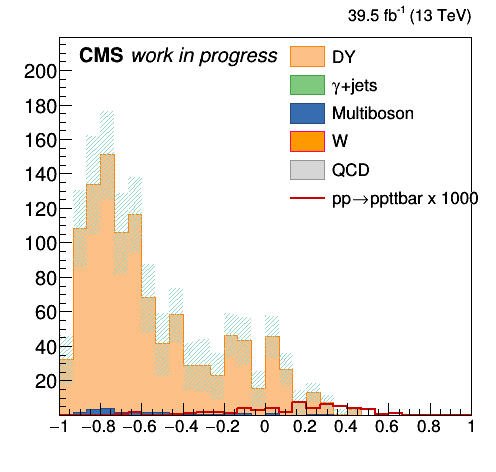 39.5 fb⁻¹ (13 TeV)
CMS work in progress
DY
γ+jets
Multiboson
W
QCD
pp→ppttbar x 1000
200
180
160
140
120
100
80
60
40
20
−1 −0.8 −0.6 −0.4 −0.2 0 0.2 0.4 0.6 0.8 1